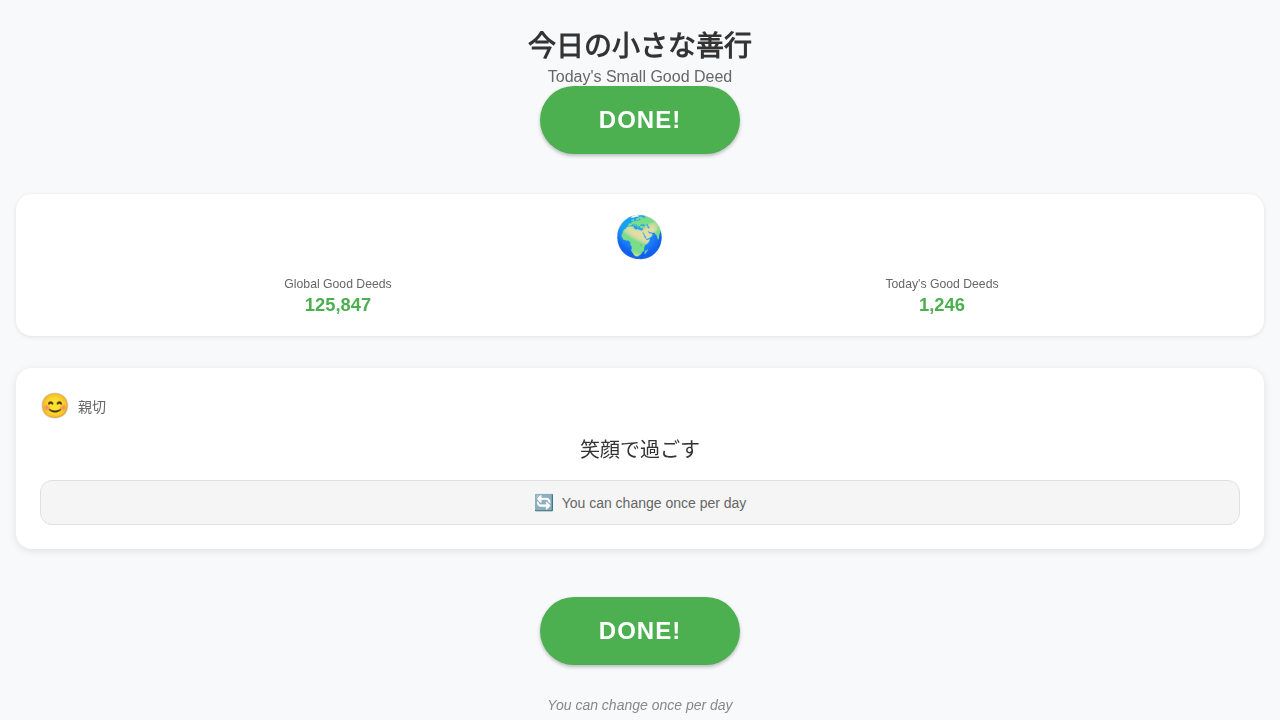 今日の小さな善行
Today's Small Good Deed
DONE!
Global Good Deeds
125,847
Today's Good Deeds
1,246
親切
笑顔で過ごす
You can change once per day
DONE!
You can change once per day